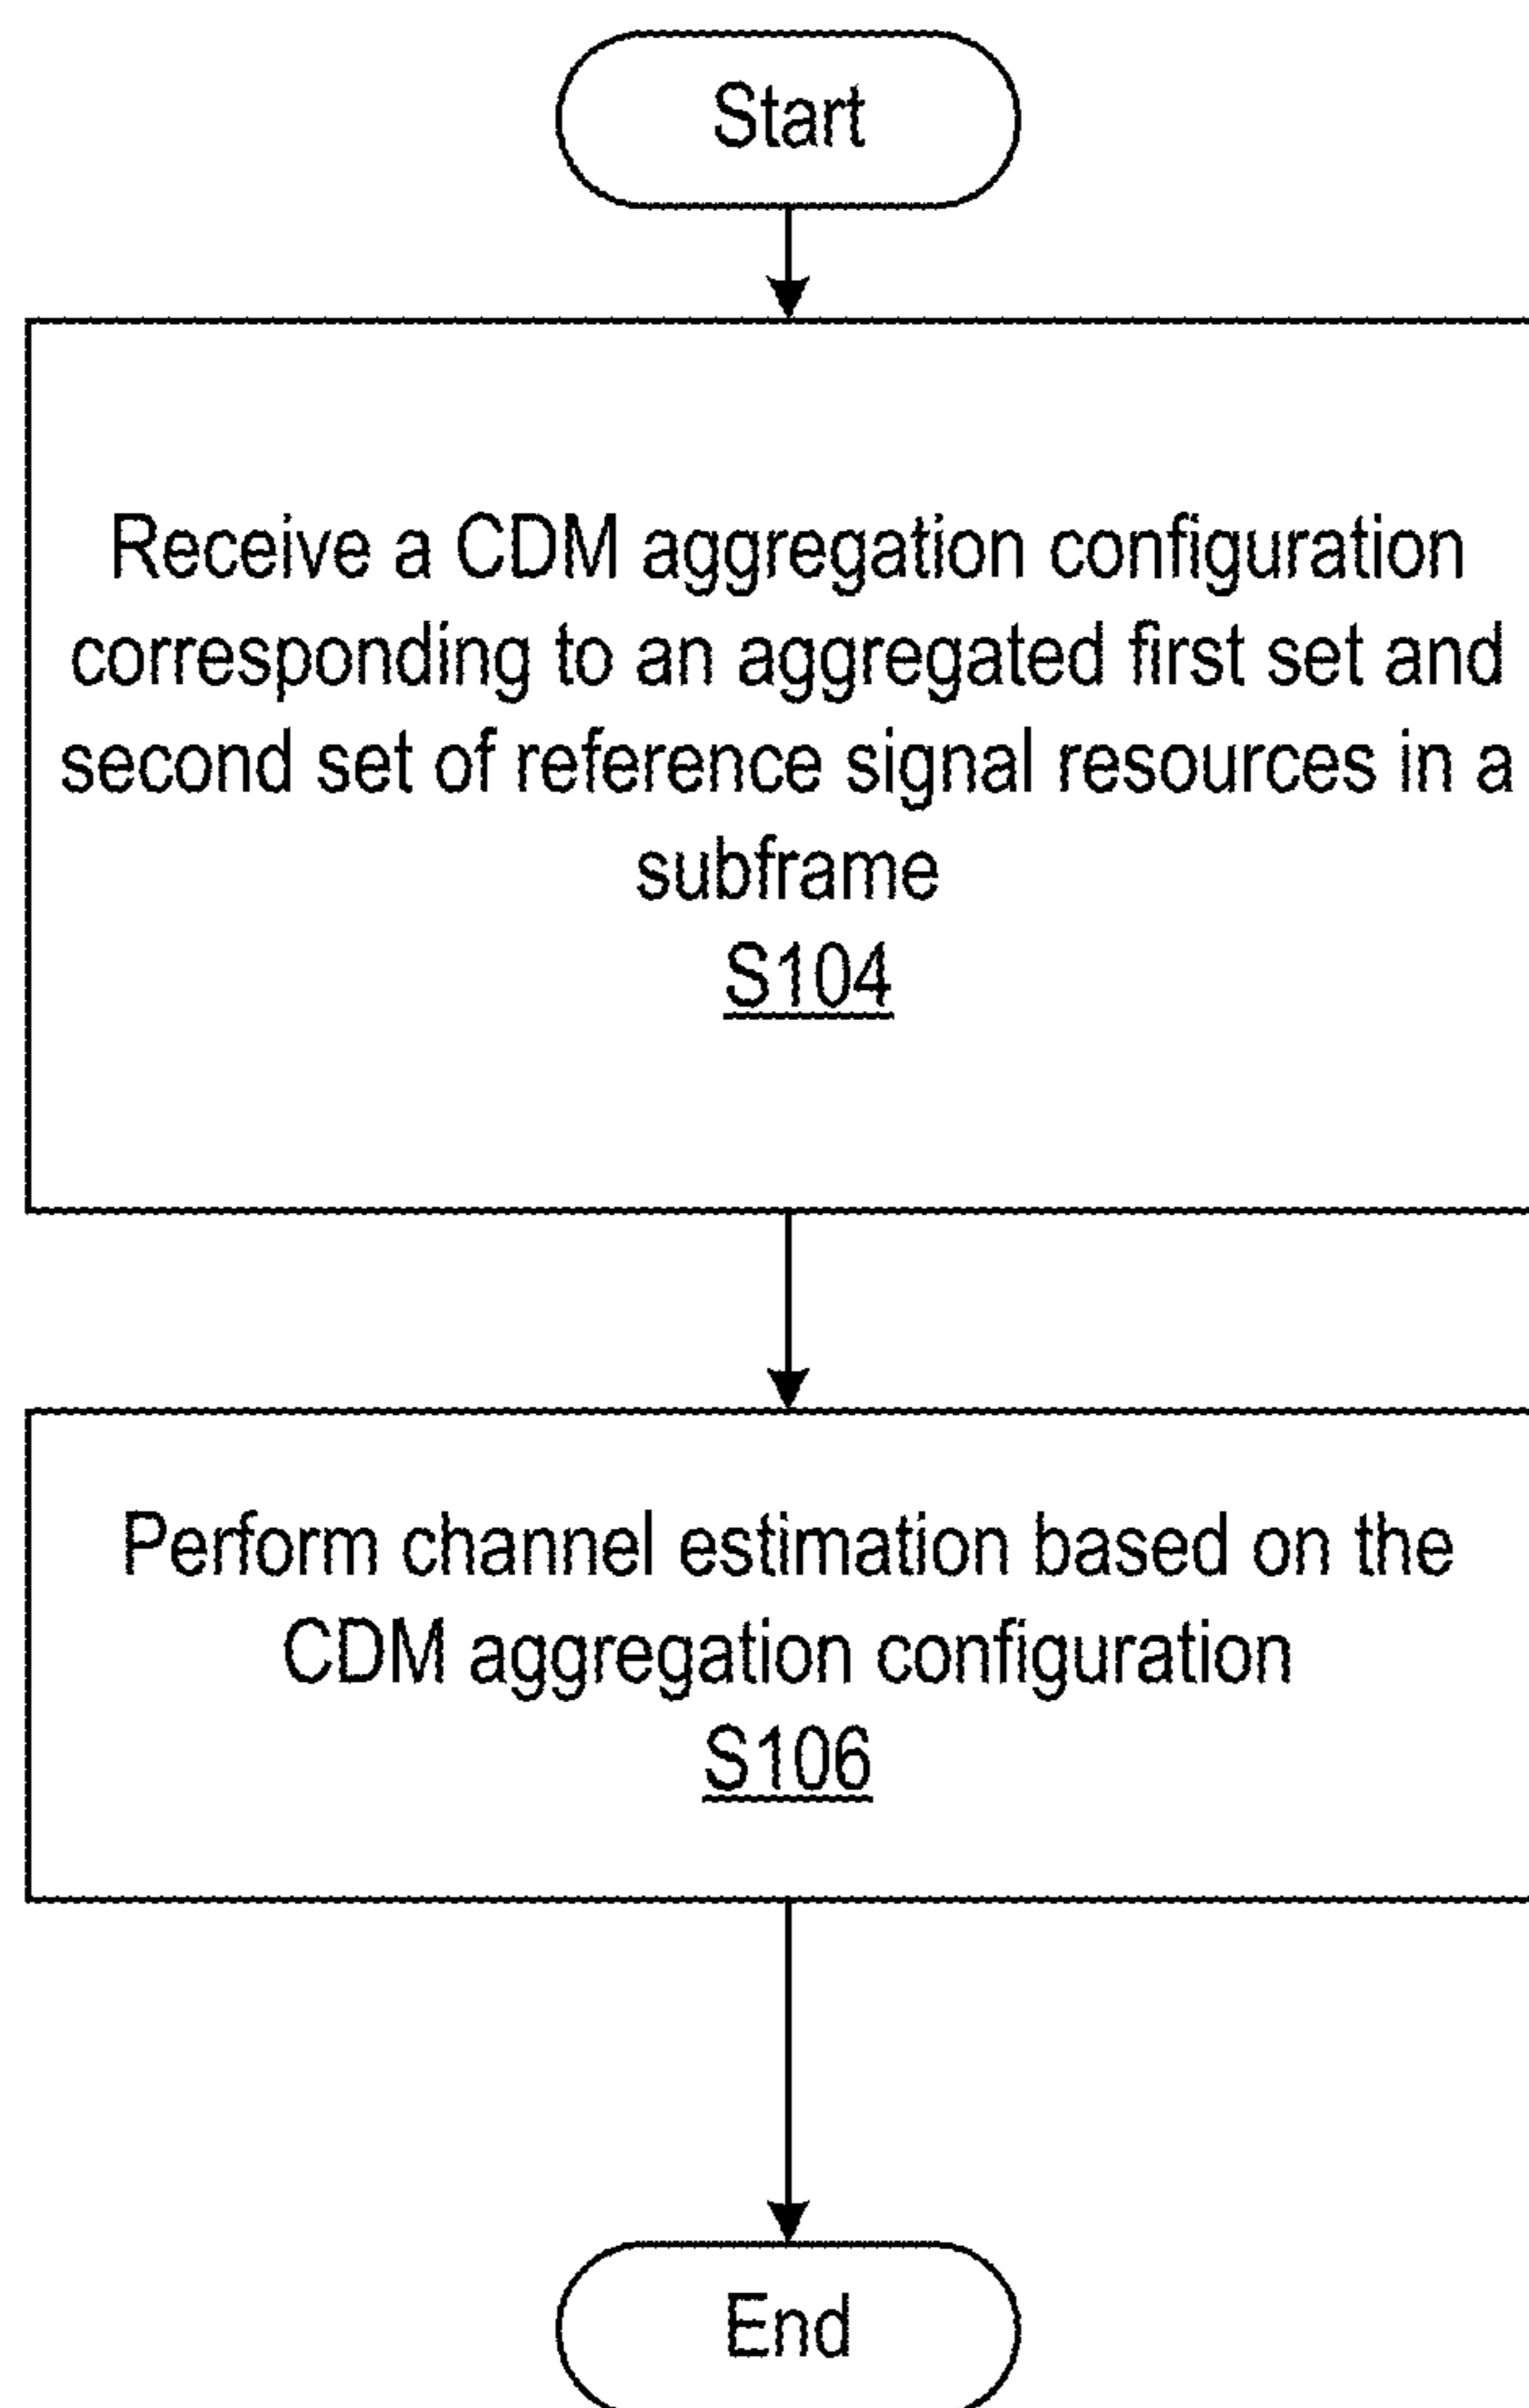 Start
Receive a CDM aggregation configuration
corresponding to an aggregated first set and
second set of reference signal resources in a
subframe
S104
Perform channel estimation based on the
CDM aggregation configuration
S106
End